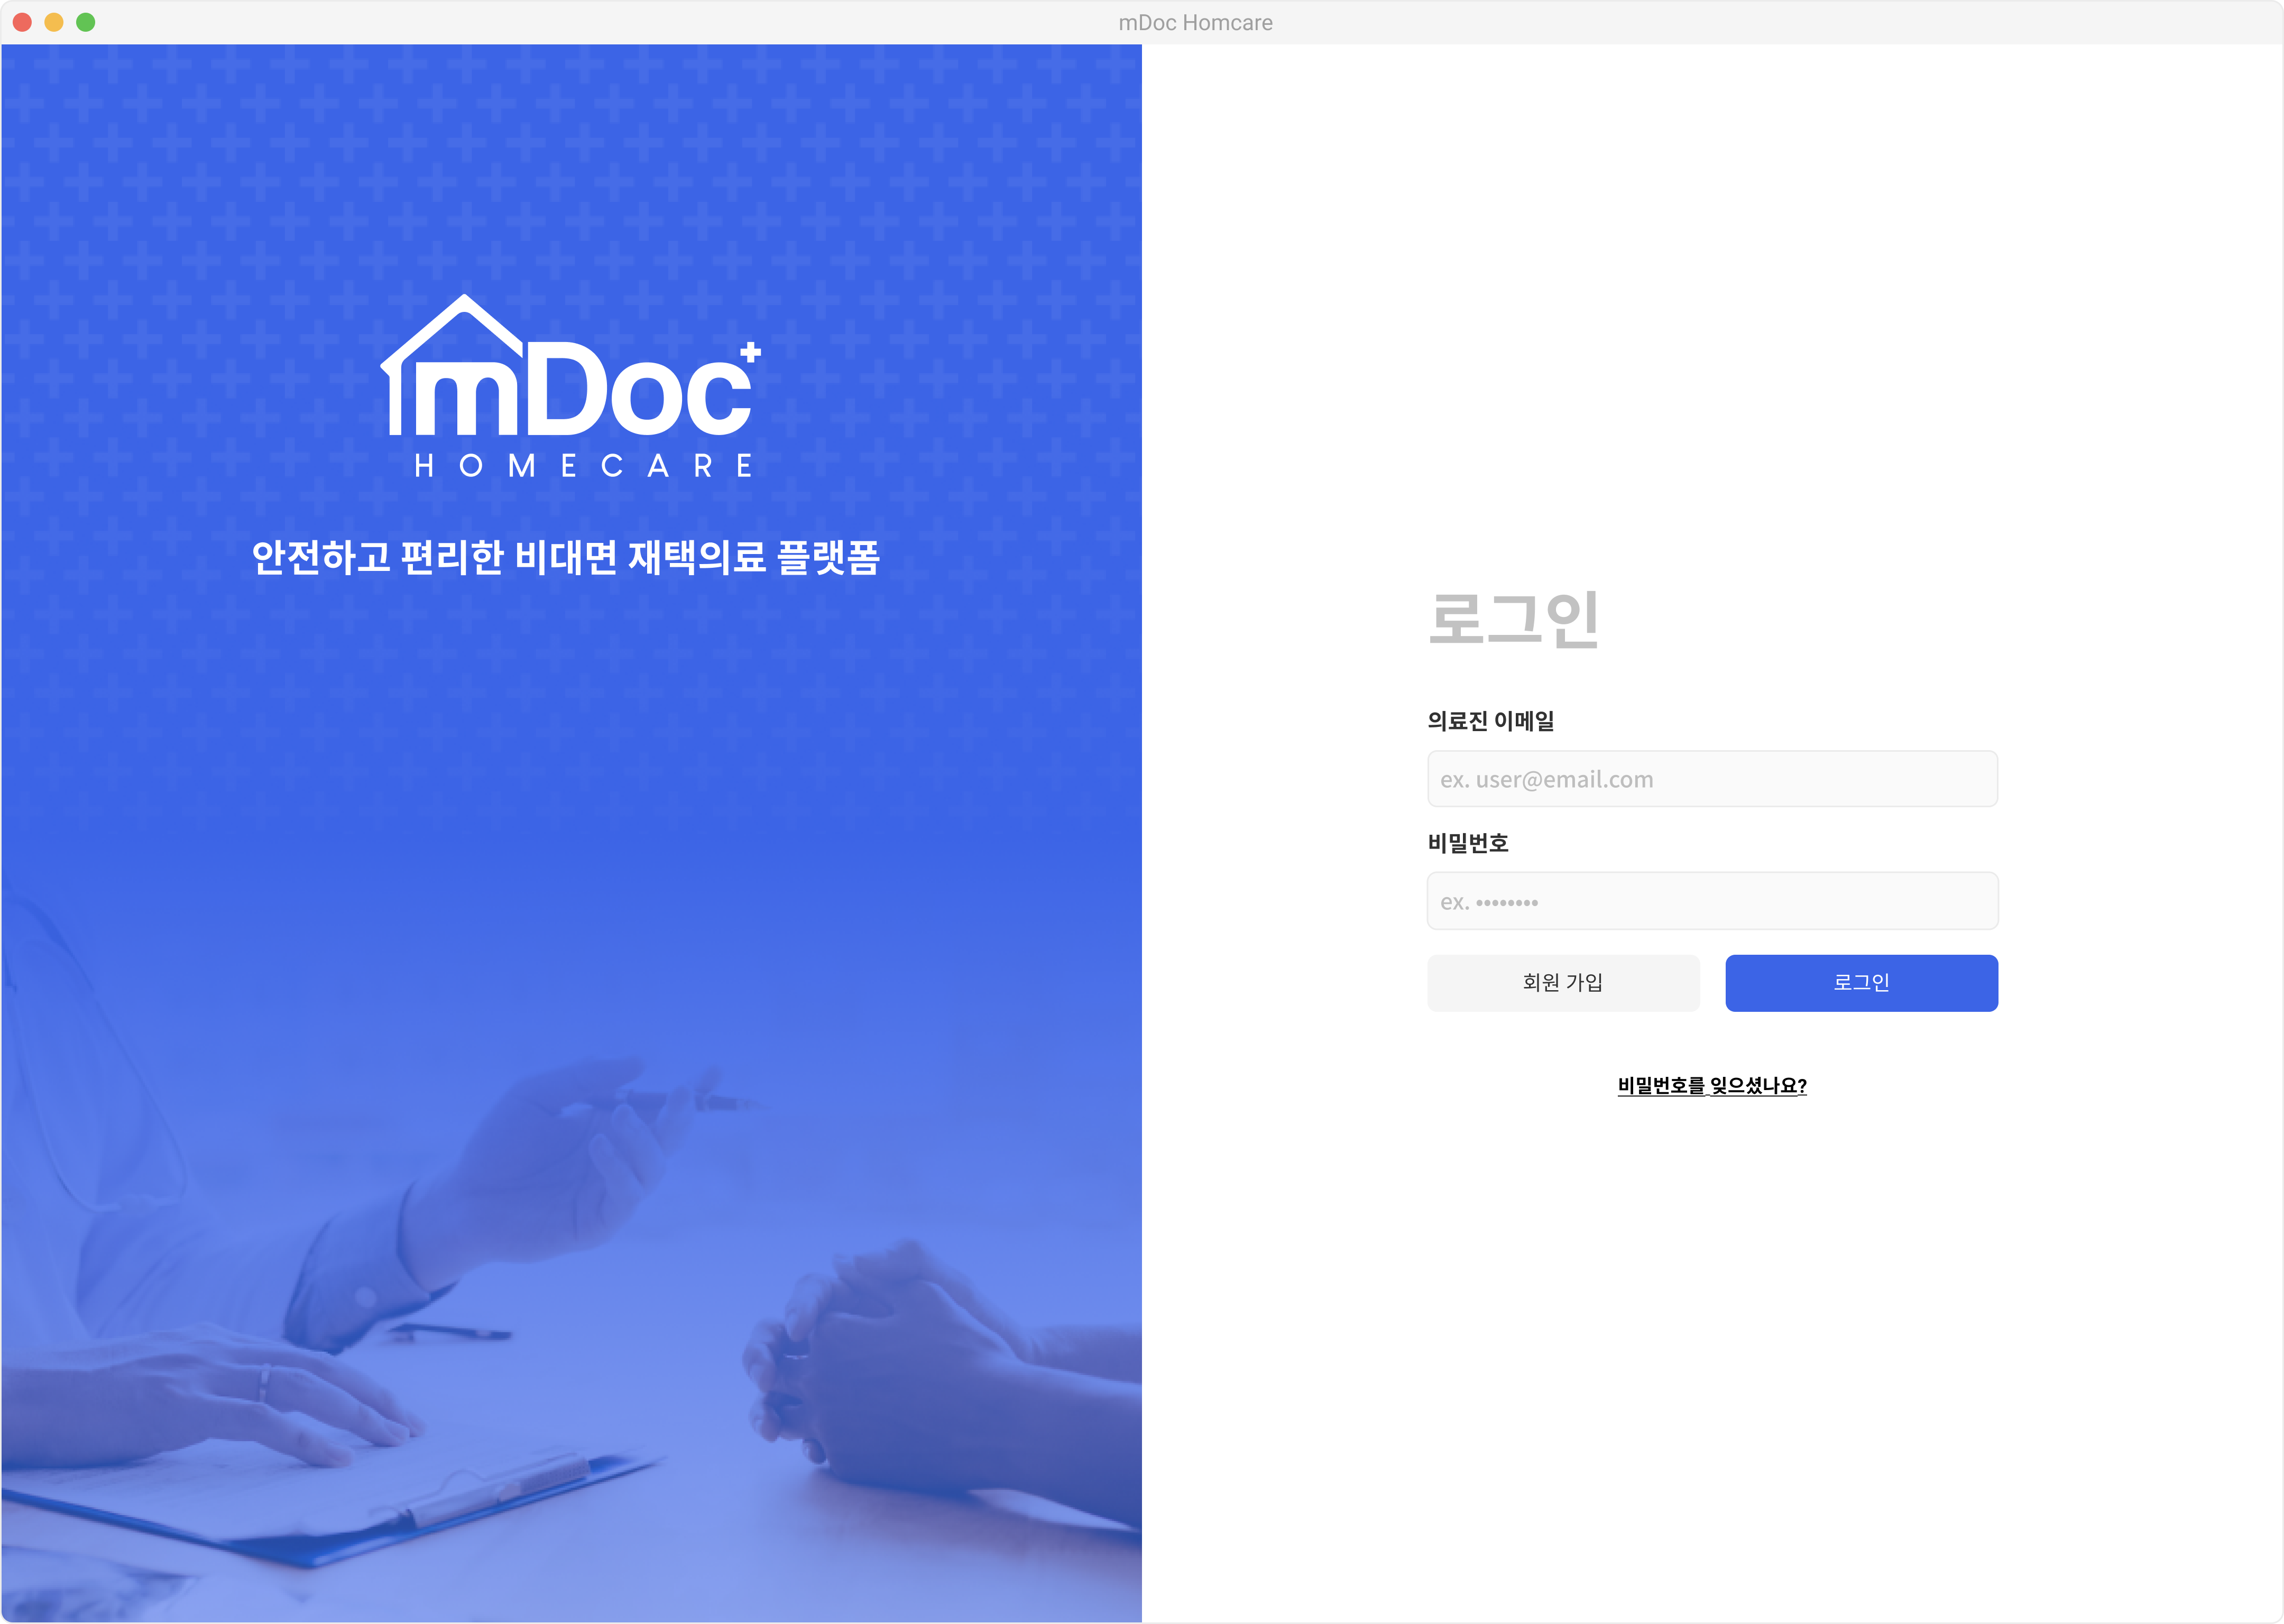 mDoc Homcare
mDoc+
HOMECARE
안전하고 편리한 비대면 재택의료 플랫폼
로그인
의료진 이메일
ex. user@email.com
비밀번호
ex. ••••••••
회원 가입
로그인
비밀번호를 잊으셨나요?